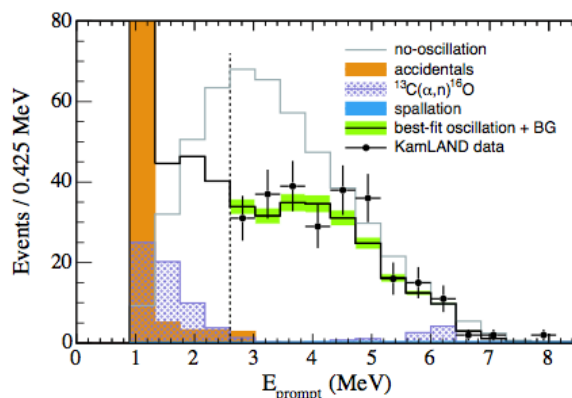 80
60
40
20
0
Events / 0.425 MeV
no-oscillation
accidentals
¹³C(α,n)¹⁶O
spallation
best-fit oscillation + BG
KamLAND data
0 1 2 3 4 5 6 7 8
E_prompt (MeV)